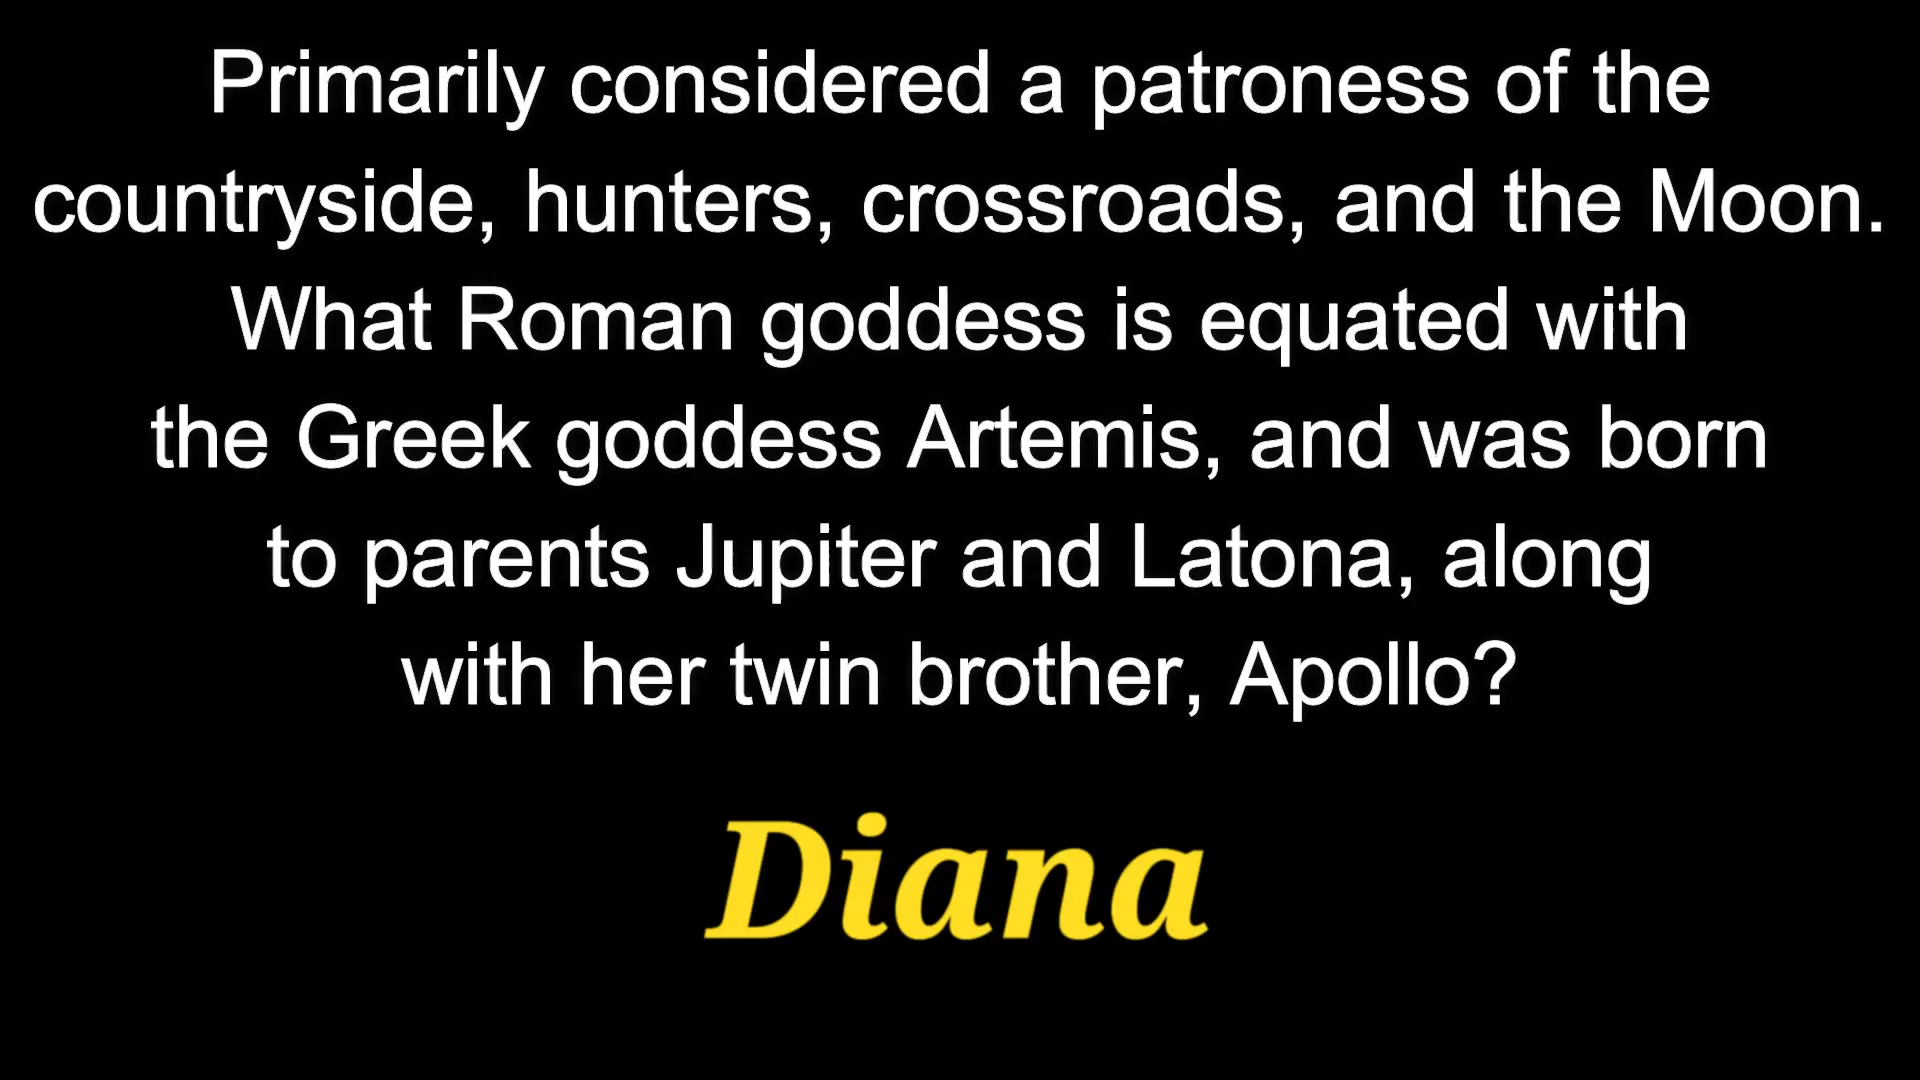 Primarily considered a patroness of the
countryside, hunters, crossroads, and the Moon.
What Roman goddess is equated with
the Greek goddess Artemis, and was born
to parents Jupiter and Latona, along
with her twin brother, Apollo?
Diana